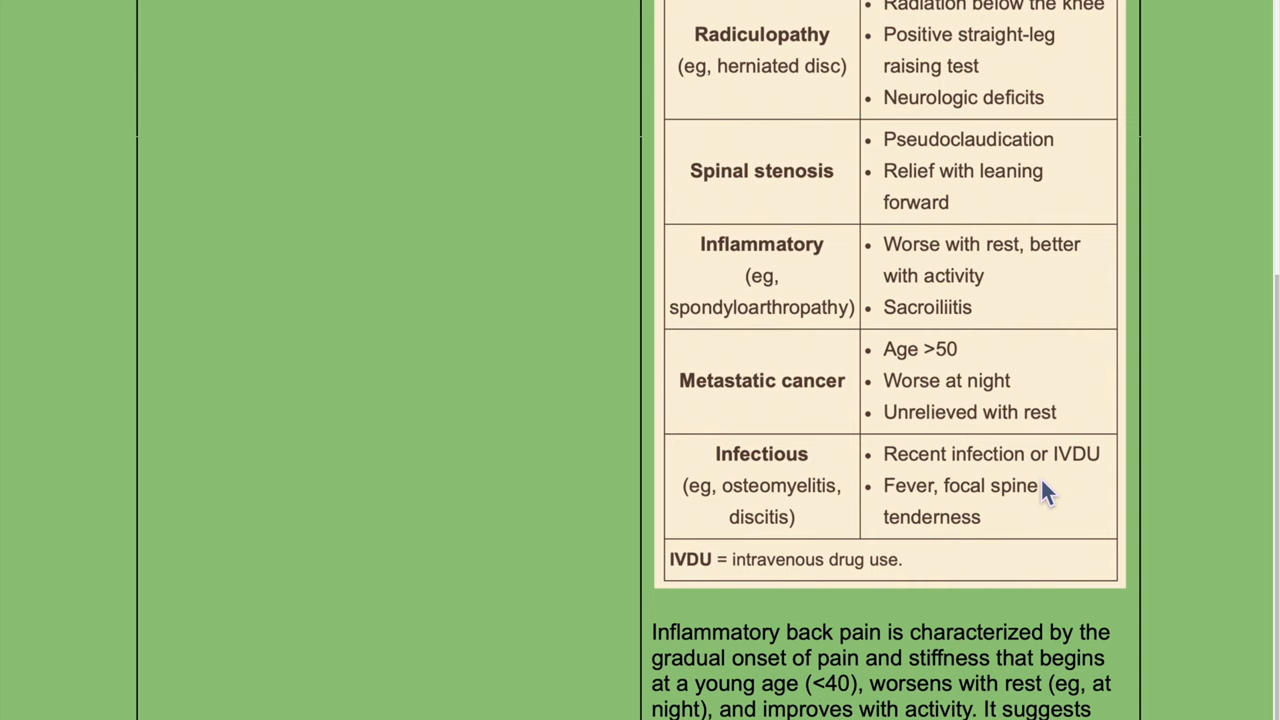 • Radiation below the knee
Radiculopathy
(eg, herniated disc)
• Positive straight-leg
raising test
• Neurologic deficits
Spinal stenosis
• Pseudoclaudication
• Relief with leaning
forward
Inflammatory
(eg,
spondyloarthropathy)
• Worse with rest, better
with activity
• Sacroiliitis
Metastatic cancer
• Age >50
• Worse at night
• Unrelieved with rest
Infectious
(eg, osteomyelitis,
discitis)
• Recent infection or IVDU
• Fever, focal spine
tenderness
IVDU = intravenous drug use.
Inflammatory back pain is characterized by the
gradual onset of pain and stiffness that begins
at a young age (<40), worsens with rest (eg, at
night), and improves with activity. It suggests